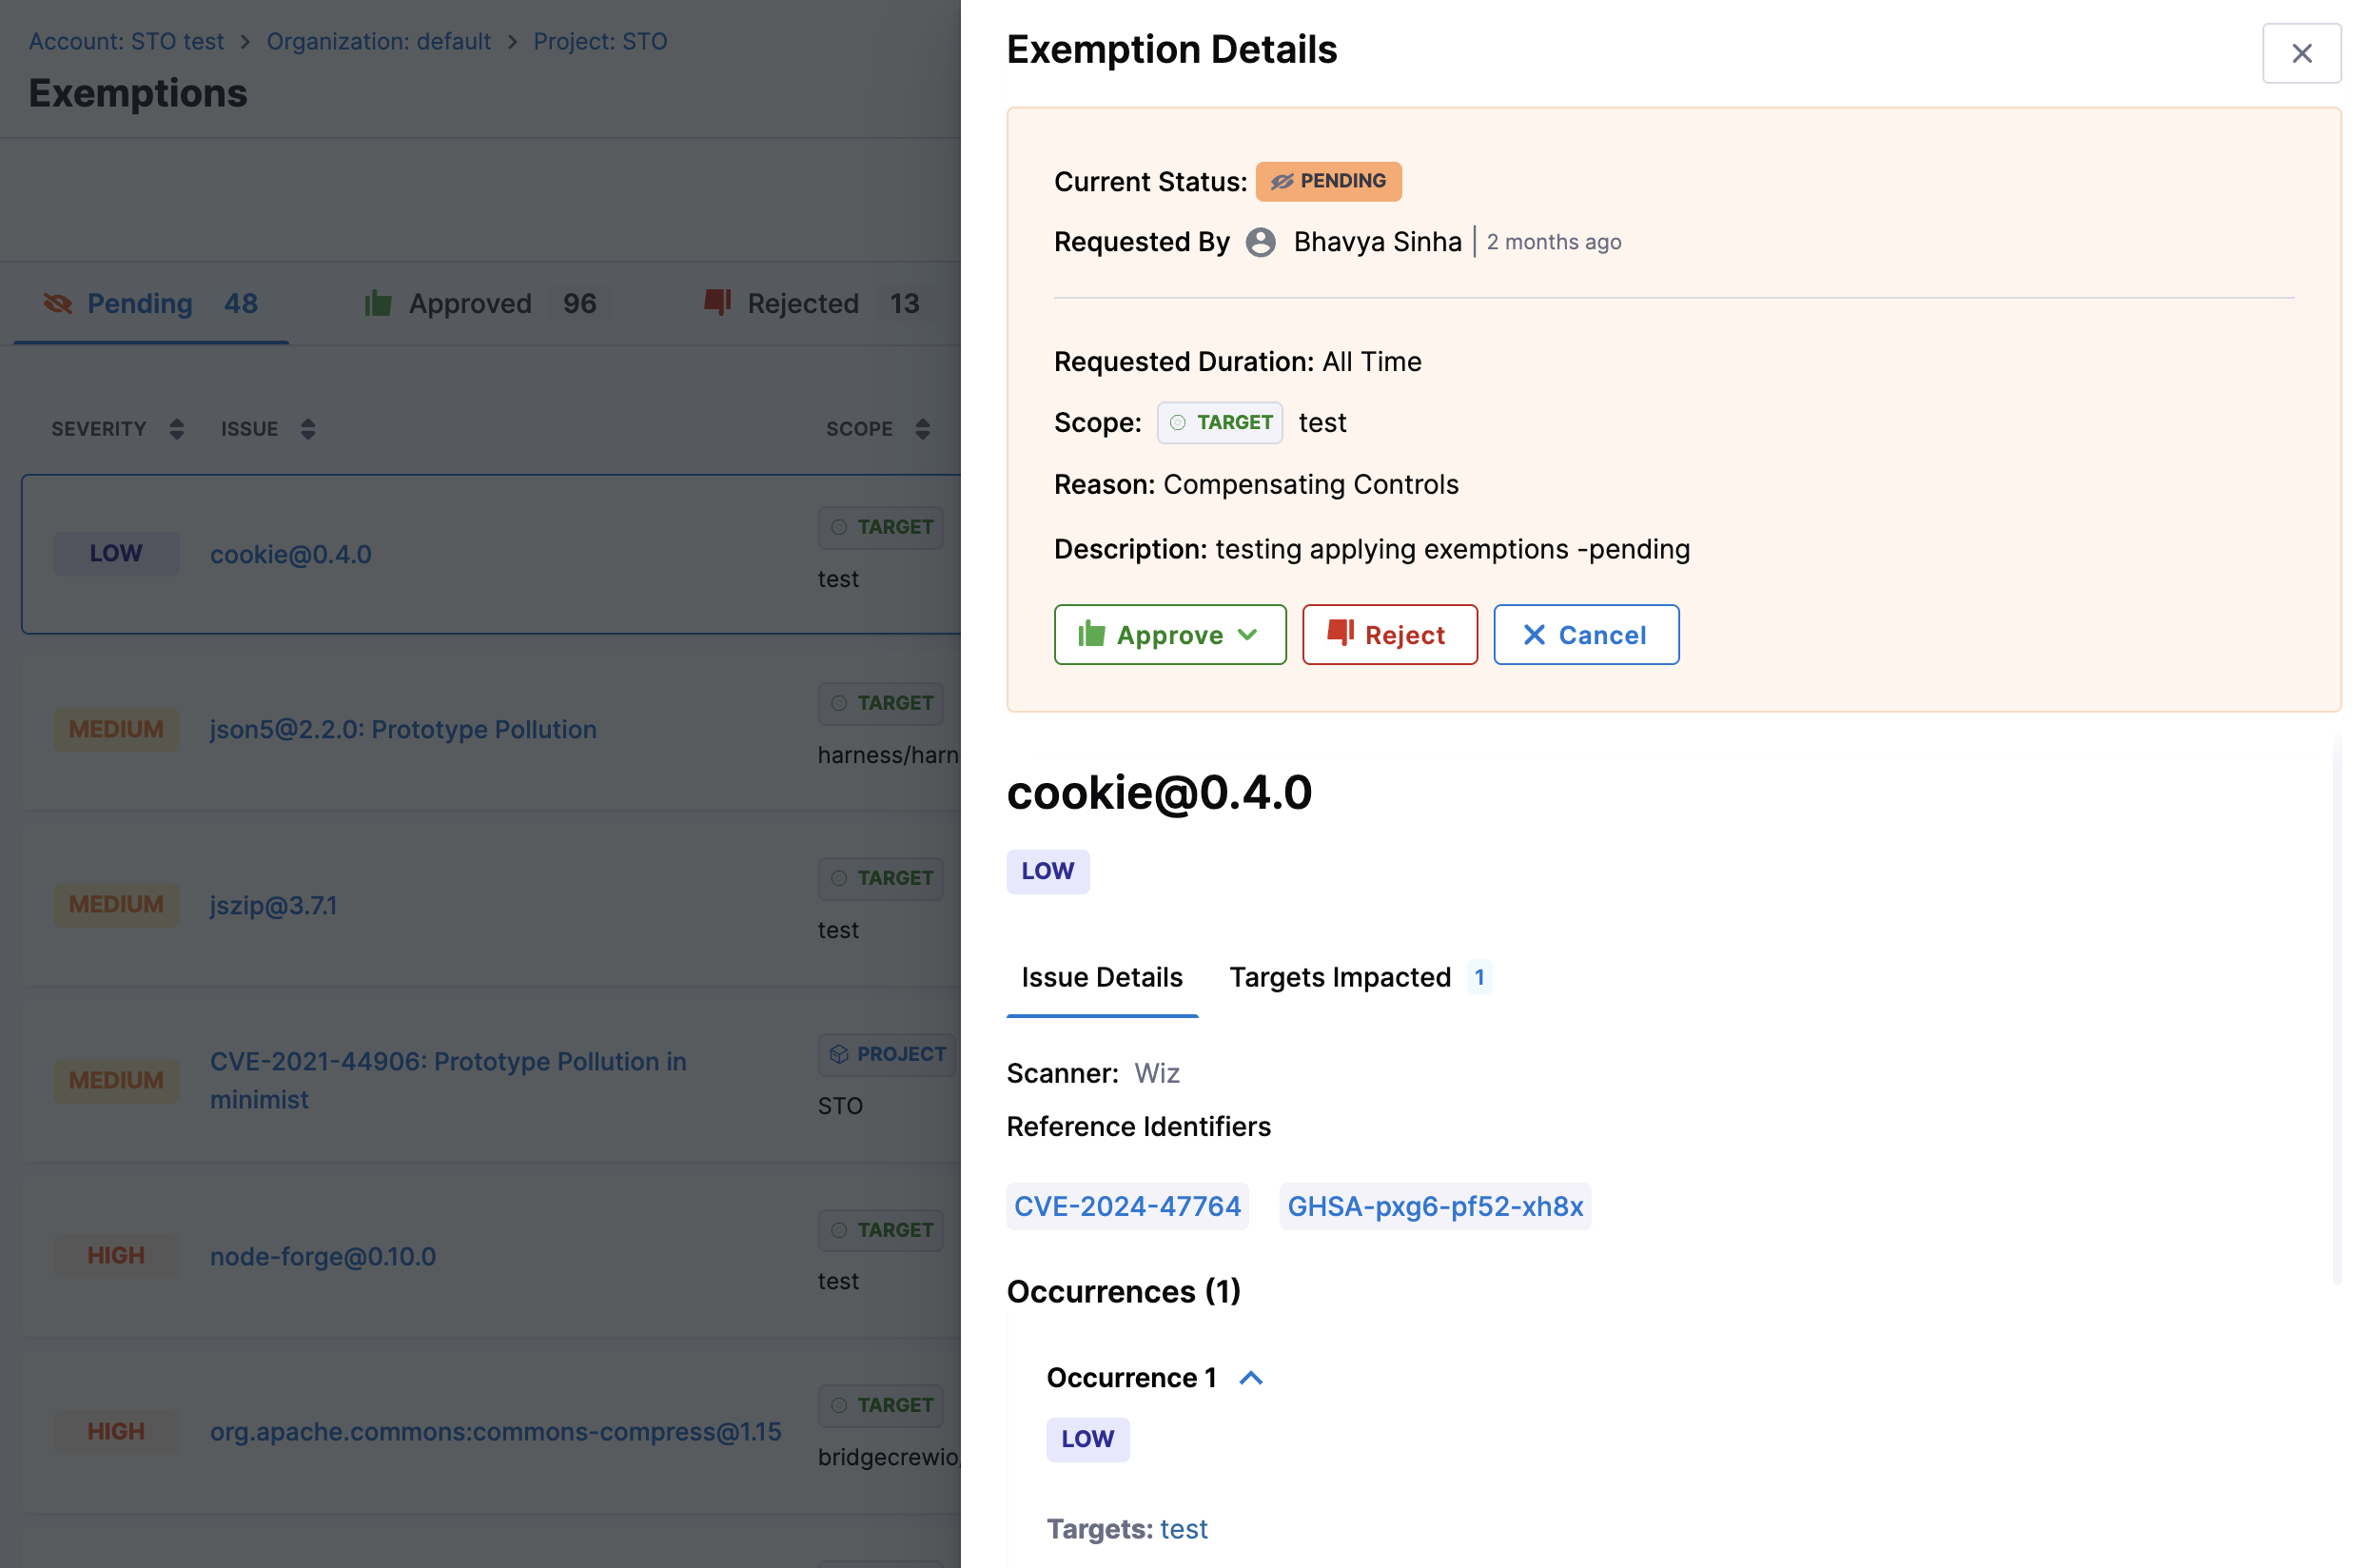 Account: STO test > Organization: default > Project: STO
Exemptions
Pending 48 Approved 96 Rejected 13
SEVERITY ISSUE SCOPE
LOW cookie@0.4.0 TARGET
test
MEDIUM json5@2.2.0: Prototype Pollution TARGET
harness/harn
MEDIUM jszip@3.7.1 TARGET
test
MEDIUM CVE-2021-44906: Prototype Pollution in
minimist
PROJECT
STO
HIGH node-forge@0.10.0 TARGET
test
HIGH org.apache.commons:commons-compress@1.15 TARGET
bridgecrewio
Exemption Details
Current Status: PENDING
Requested By Bhavya Sinha | 2 months ago
Requested Duration: All Time
Scope: TARGET test
Reason: Compensating Controls
Description: testing applying exemptions -pending
Approve Reject Cancel
cookie@0.4.0
LOW
Issue Details Targets Impacted 1
Scanner: Wiz
Reference Identifiers
CVE-2024-47764 GHSA-pxg6-pf52-xh8x
Occurrences (1)
Occurrence 1
LOW
Targets: test